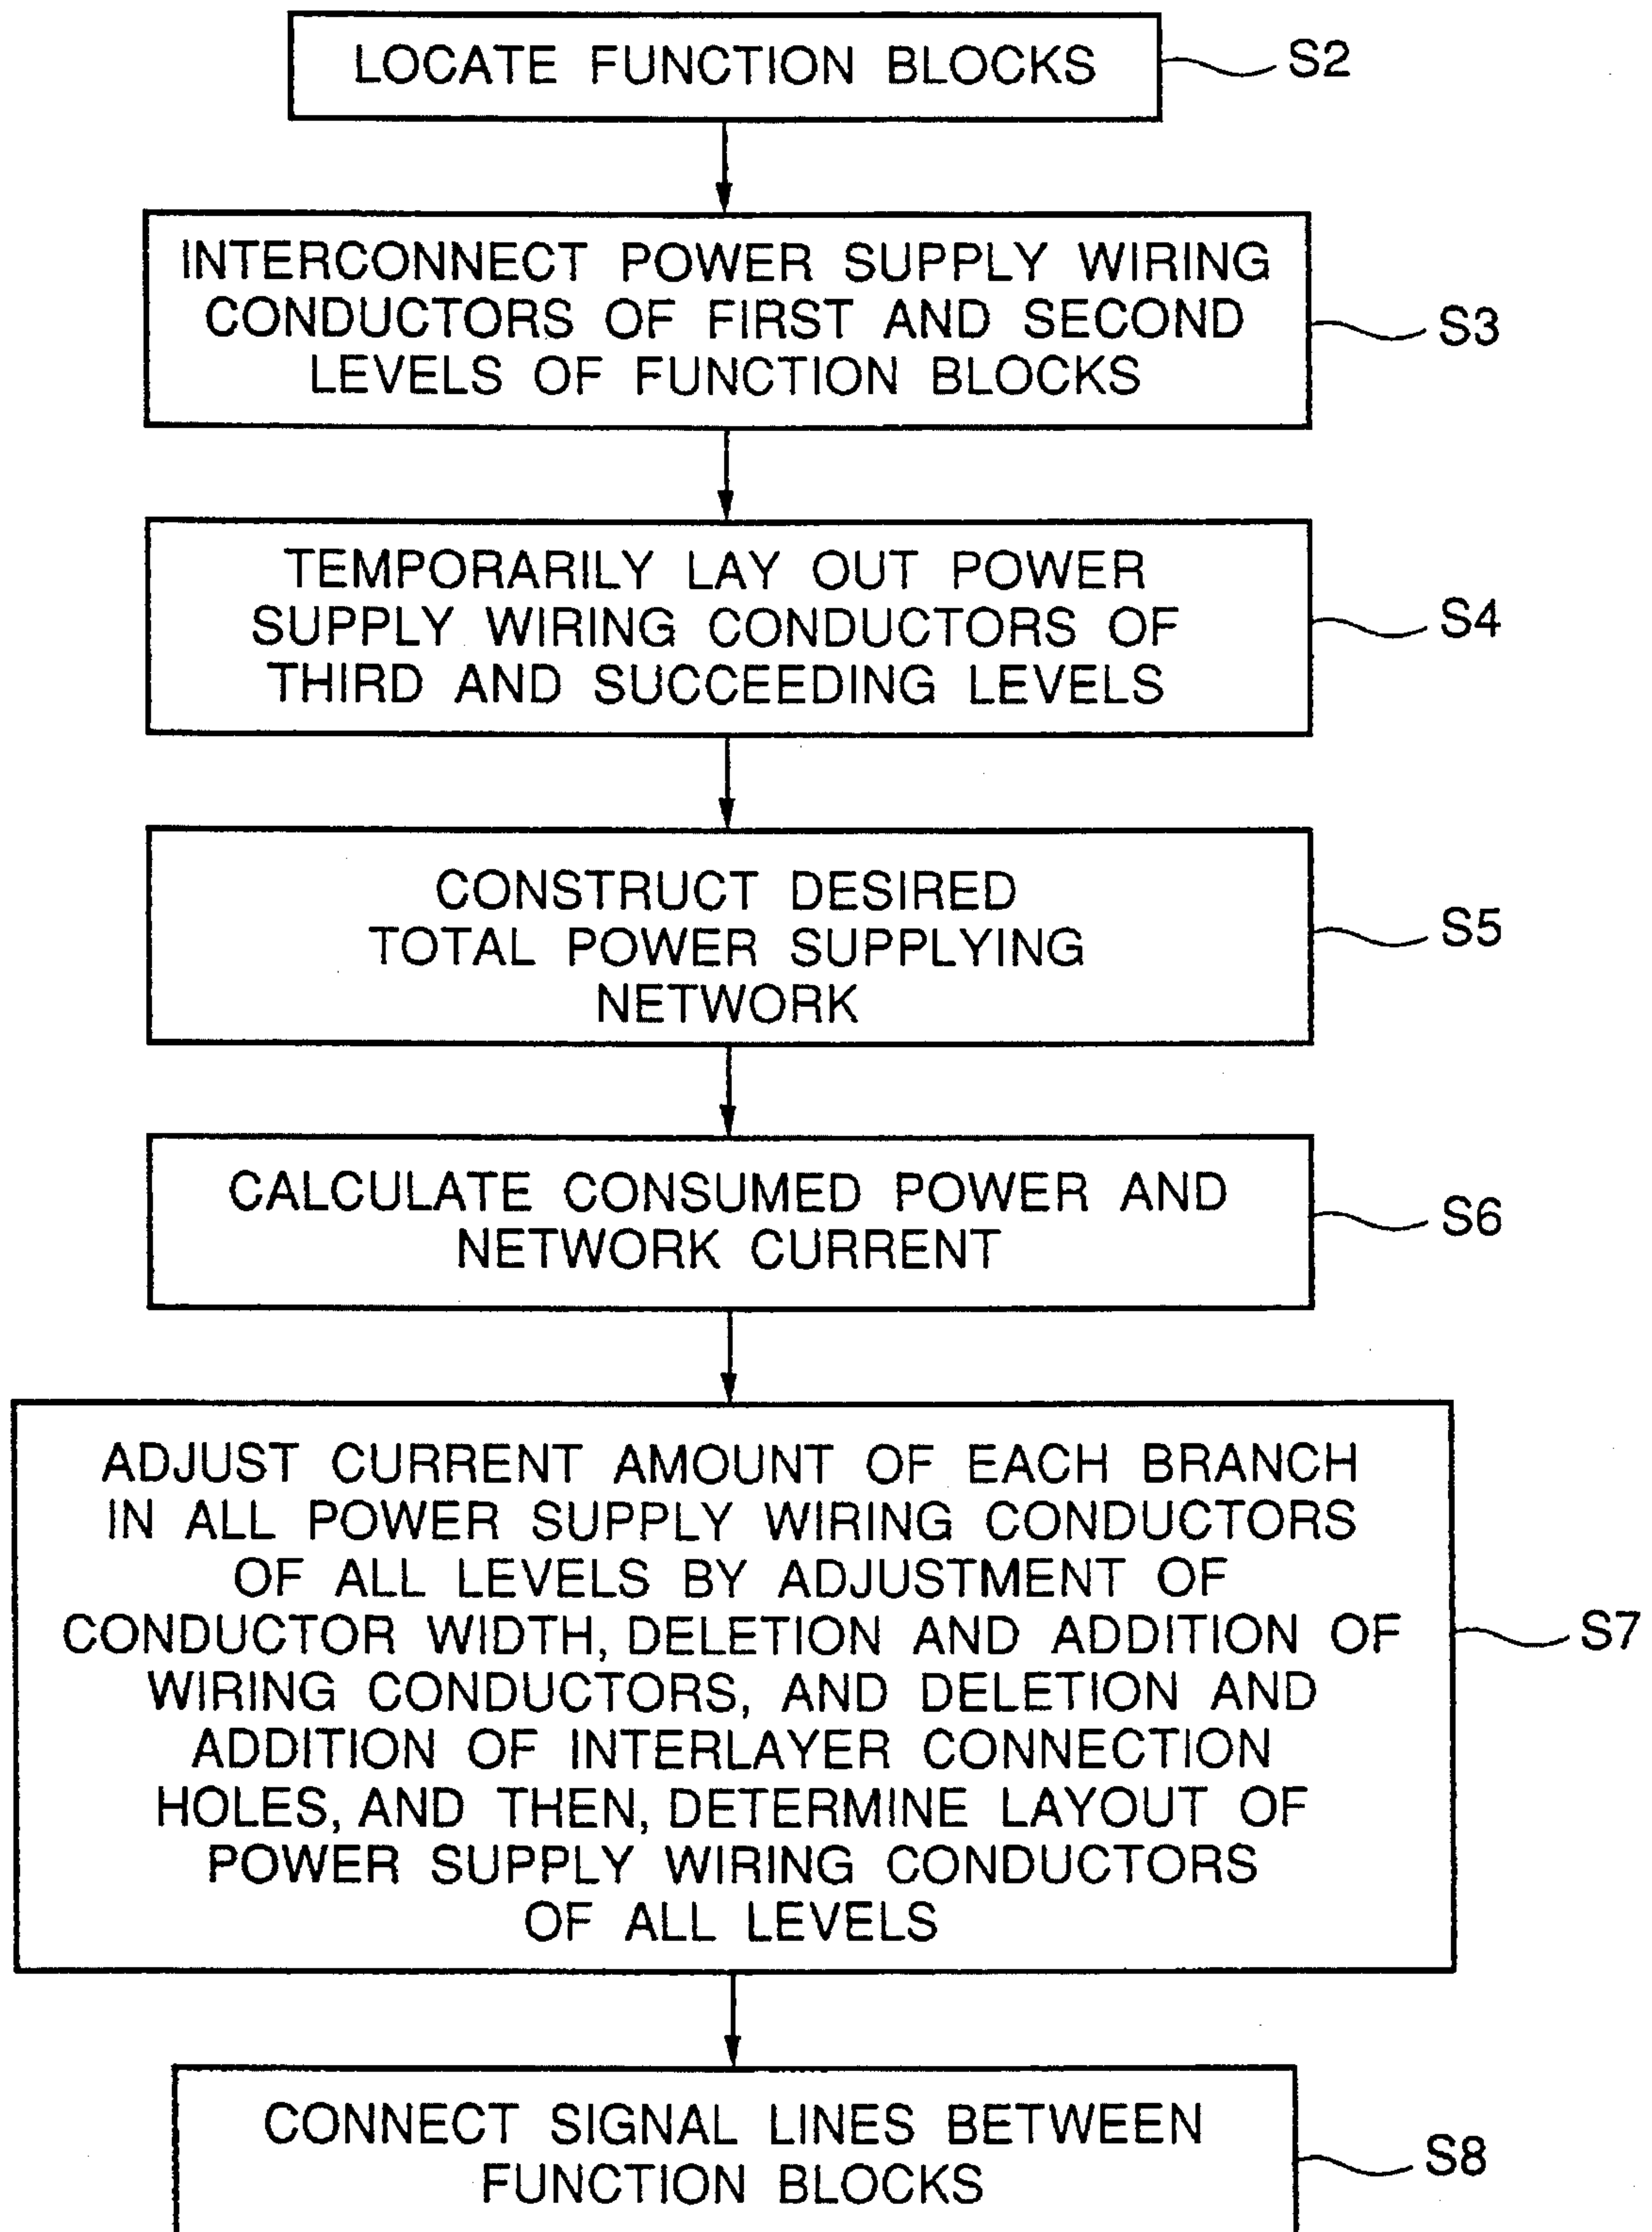 LOCATE FUNCTION BLOCKS
S2
INTERCONNECT POWER SUPPLY WIRING
CONDUCTORS OF FIRST AND SECOND
LEVELS OF FUNCTION BLOCKS
S3
TEMPORARILY LAY OUT POWER
SUPPLY WIRING CONDUCTORS OF
THIRD AND SUCCEEDING LEVELS
S4
CONSTRUCT DESIRED
TOTAL POWER SUPPLYING
NETWORK
S5
CALCULATE CONSUMED POWER AND
NETWORK CURRENT
S6
ADJUST CURRENT AMOUNT OF EACH BRANCH
IN ALL POWER SUPPLY WIRING CONDUCTORS
OF ALL LEVELS BY ADJUSTMENT OF
CONDUCTOR WIDTH, DELETION AND ADDITION OF
WIRING CONDUCTORS, AND DELETION AND
ADDITION OF INTERLAYER CONNECTION
HOLES, AND THEN, DETERMINE LAYOUT OF
POWER SUPPLY WIRING CONDUCTORS
OF ALL LEVELS
S7
CONNECT SIGNAL LINES BETWEEN
FUNCTION BLOCKS
S8